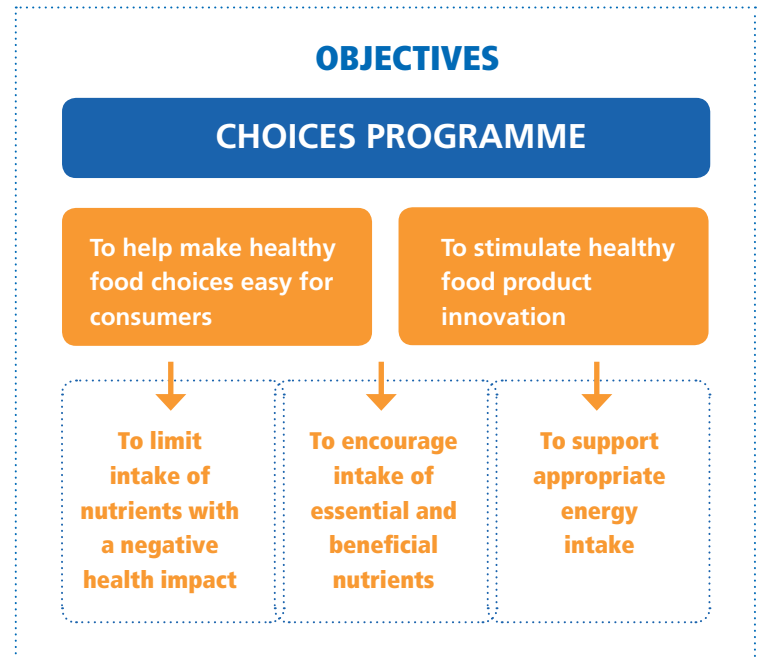 OBJECTIVES
CHOICES PROGRAMME
To help make healthy
food choices easy for
consumers
To stimulate healthy
food product
innovation
To limit
intake of
nutrients with
a negative
health impact
To encourage
intake of
essential and
beneficial
nutrients
To support
appropriate
energy
intake